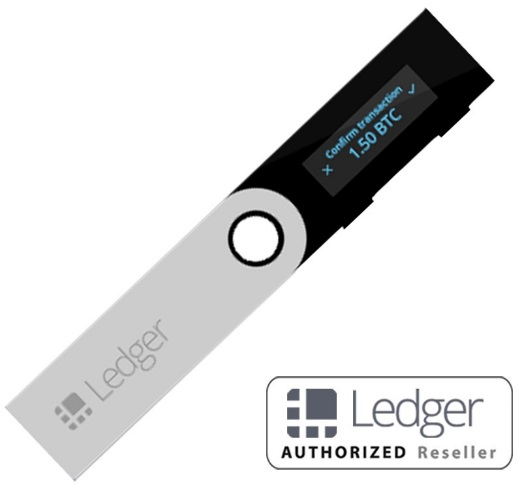 Confirm transaction
1.50 BTC
Ledger
Ledger
AUTHORIZED Reseller